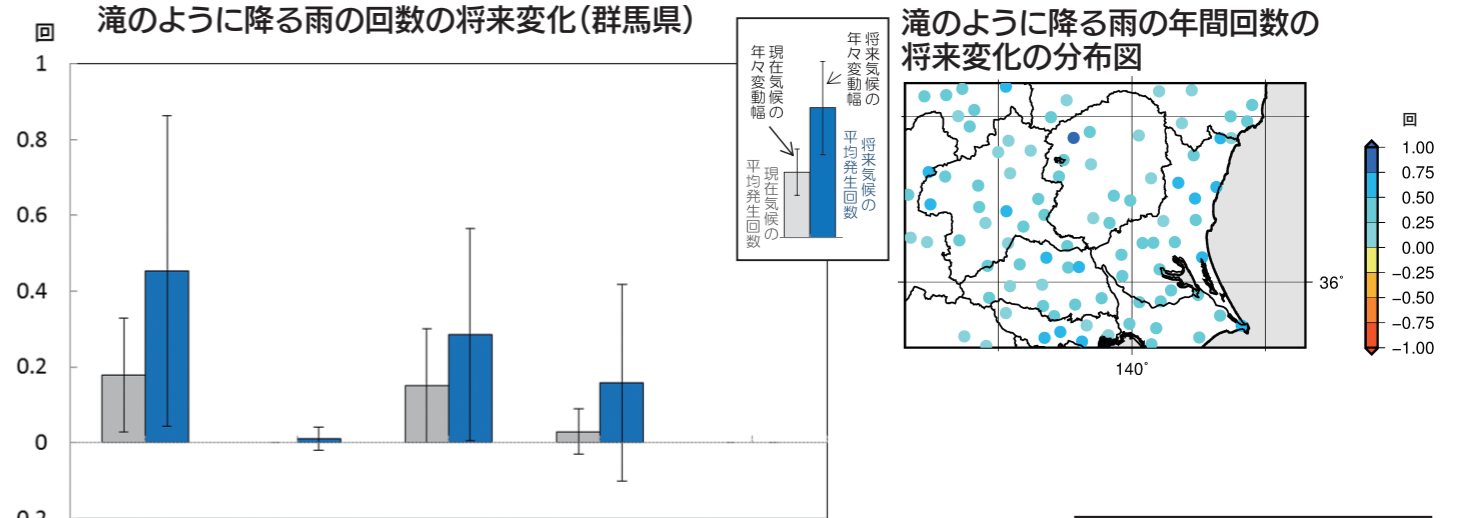 滝のように降る雨の回数の将来変化（群馬県）
回
1
0.8
0.6
0.4
0.2
0
現在気候の
年々変動幅
将来気候の
年々変動幅
現在気候の
平均発生回数
将来気候の
平均発生回数
滝のように降る雨の年間回数の
将来変化の分布図
36°
140°
回
1.00
0.75
0.50
0.25
0.00
−0.25
−0.50
−0.75
−1.00